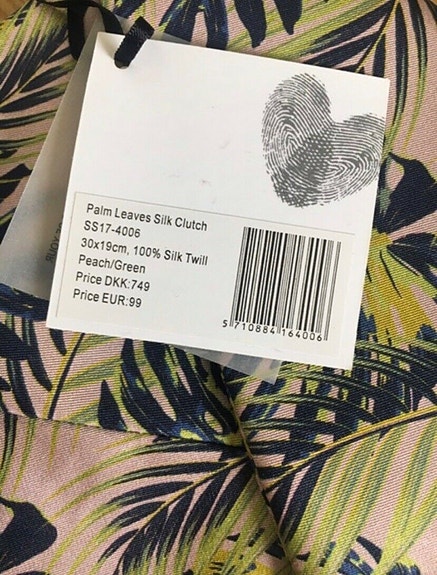 Palm Leaves Silk Clutch
SS17-4006
30x19cm, 100% Silk Twill
Peach/Green
Price DKK:749
Price EUR:99
5 710884 164006